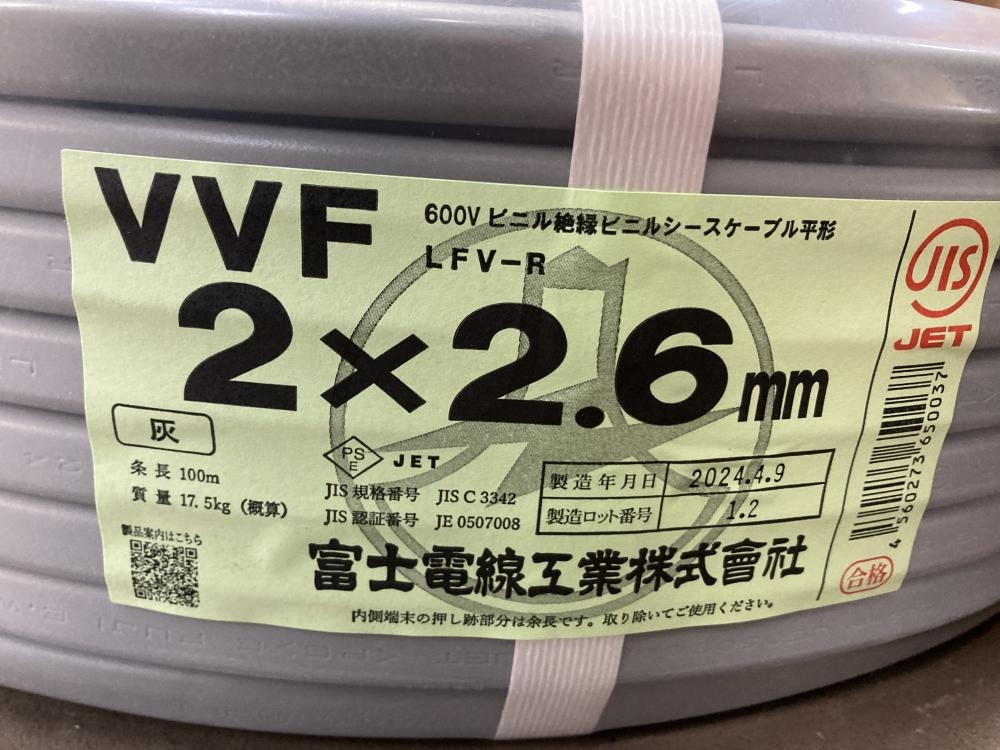 VVF
600V ビニル絶縁ビニルシースケーブル平形
LFV-R
2×2.6mm
灰
条長 100m
質量 17.5kg（概算）
製品案内はこちら
PS
E
JET
JIS 規格番号 JIS C 3342
JIS 認証番号 JE 0507008
製造年月日 2024.4.9
製造ロット番号 1.2
富士電線工業株式會社
内側端末の押し跡部分は余長です。取り除いてご使用ください。
JIS
JET
4 560273 650037
合格